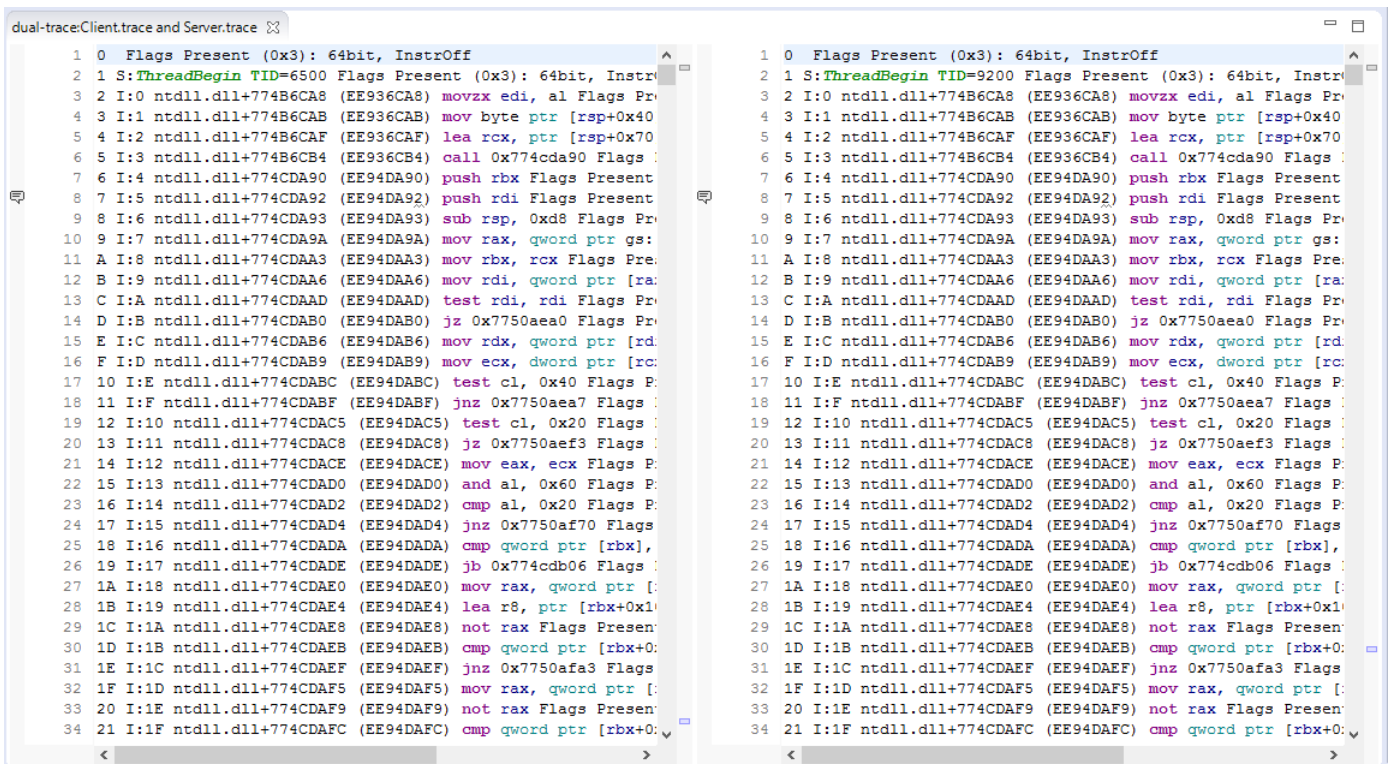 dual-trace:Client.trace and Server.trace
1 0 Flags Present (0x3): 64bit, InstrOff
2 1 S:ThreadBegin TID=6500 Flags Present (0x3): 64bit, Instr
3 2 I:0 ntdll.dll+774B6CA8 (EE936CA8) movzx edi, al Flags Pr
4 3 I:1 ntdll.dll+774B6CAB (EE936CAB) mov byte ptr [rsp+0x40
5 4 I:2 ntdll.dll+774B6CAF (EE936CAF) lea rcx, ptr [rsp+0x70
6 5 I:3 ntdll.dll+774B6CB4 (EE936CB4) call 0x774cda90 Flags
7 6 I:4 ntdll.dll+774CDA90 (EE94DA90) push rbx Flags Present
8 7 I:5 ntdll.dll+774CDA92 (EE94DA92) push rdi Flags Present
9 8 I:6 ntdll.dll+774CDA93 (EE94DA93) sub rsp, 0xd8 Flags Pr
10 9 I:7 ntdll.dll+774CDA9A (EE94DA9A) mov rax, qword ptr gs:
11 A I:8 ntdll.dll+774CDAA3 (EE94DAA3) mov rbx, rcx Flags Pre
12 B I:9 ntdll.dll+774CDAA6 (EE94DAA6) mov rdi, qword ptr [ra
13 C I:A ntdll.dll+774CDAAD (EE94DAAD) test rdi, rdi Flags Pr
14 D I:B ntdll.dll+774CDAB0 (EE94DAB0) jz 0x7750aea0 Flags Pr
15 E I:C ntdll.dll+774CDAB6 (EE94DAB6) mov rdx, qword ptr [rd
16 F I:D ntdll.dll+774CDAB9 (EE94DAB9) mov ecx, dword ptr [rc
17 10 I:E ntdll.dll+774CDABC (EE94DABC) test cl, 0x40 Flags P
18 11 I:F ntdll.dll+774CDABF (EE94DABF) jnz 0x7750aea7 Flags
19 12 I:10 ntdll.dll+774CDAC5 (EE94DAC5) test cl, 0x20 Flags
20 13 I:11 ntdll.dll+774CDAC8 (EE94DAC8) jz 0x7750aef3 Flags
21 14 I:12 ntdll.dll+774CDACE (EE94DACE) mov eax, ecx Flags P
22 15 I:13 ntdll.dll+774CDAD0 (EE94DAD0) and al, 0x60 Flags P
23 16 I:14 ntdll.dll+774CDAD2 (EE94DAD2) cmp al, 0x20 Flags P
24 17 I:15 ntdll.dll+774CDAD4 (EE94DAD4) jnz 0x7750af70 Flags
25 18 I:16 ntdll.dll+774CDADA (EE94DADA) cmp qword ptr [rbx],
26 19 I:17 ntdll.dll+774CDADE (EE94DADE) jb 0x774cdb06 Flags
27 1A I:18 ntdll.dll+774CDAE0 (EE94DAE0) mov rax, qword ptr [
28 1B I:19 ntdll.dll+774CDAE4 (EE94DAE4) lea r8, ptr [rbx+0x1
29 1C I:1A ntdll.dll+774CDAE8 (EE94DAE8) not rax Flags Presen
30 1D I:1B ntdll.dll+774CDAEB (EE94DAEB) cmp qword ptr [rbx+0
31 1E I:1C ntdll.dll+774CDAEF (EE94DAEF) jnz 0x7750afa3 Flags
32 1F I:1D ntdll.dll+774CDAF5 (EE94DAF5) mov rax, qword ptr [
33 20 I:1E ntdll.dll+774CDAF9 (EE94DAF9) not rax Flags Presen
34 21 I:1F ntdll.dll+774CDAFC (EE94DAFC) cmp qword ptr [rbx+0
1 0 Flags Present (0x3): 64bit, InstrOff
2 1 S:ThreadBegin TID=9200 Flags Present (0x3): 64bit, Instr
3 2 I:0 ntdll.dll+774B6CA8 (EE936CA8) movzx edi, al Flags Pr
4 3 I:1 ntdll.dll+774B6CAB (EE936CAB) mov byte ptr [rsp+0x40
5 4 I:2 ntdll.dll+774B6CAF (EE936CAF) lea rcx, ptr [rsp+0x70
6 5 I:3 ntdll.dll+774B6CB4 (EE936CB4) call 0x774cda90 Flags
7 6 I:4 ntdll.dll+774CDA90 (EE94DA90) push rbx Flags Present
8 7 I:5 ntdll.dll+774CDA92 (EE94DA92) push rdi Flags Present
9 8 I:6 ntdll.dll+774CDA93 (EE94DA93) sub rsp, 0xd8 Flags Pr
10 9 I:7 ntdll.dll+774CDA9A (EE94DA9A) mov rax, qword ptr gs:
11 A I:8 ntdll.dll+774CDAA3 (EE94DAA3) mov rbx, rcx Flags Pre
12 B I:9 ntdll.dll+774CDAA6 (EE94DAA6) mov rdi, qword ptr [ra
13 C I:A ntdll.dll+774CDAAD (EE94DAAD) test rdi, rdi Flags Pr
14 D I:B ntdll.dll+774CDAB0 (EE94DAB0) jz 0x7750aea0 Flags Pr
15 E I:C ntdll.dll+774CDAB6 (EE94DAB6) mov rdx, qword ptr [rd
16 F I:D ntdll.dll+774CDAB9 (EE94DAB9) mov ecx, dword ptr [rc
17 10 I:E ntdll.dll+774CDABC (EE94DABC) test cl, 0x40 Flags P
18 11 I:F ntdll.dll+774CDABF (EE94DABF) jnz 0x7750aea7 Flags
19 12 I:10 ntdll.dll+774CDAC5 (EE94DAC5) test cl, 0x20 Flags
20 13 I:11 ntdll.dll+774CDAC8 (EE94DAC8) jz 0x7750aef3 Flags
21 14 I:12 ntdll.dll+774CDACE (EE94DACE) mov eax, ecx Flags P
22 15 I:13 ntdll.dll+774CDAD0 (EE94DAD0) and al, 0x60 Flags P
23 16 I:14 ntdll.dll+774CDAD2 (EE94DAD2) cmp al, 0x20 Flags P
24 17 I:15 ntdll.dll+774CDAD4 (EE94DAD4) jnz 0x7750af70 Flags
25 18 I:16 ntdll.dll+774CDADA (EE94DADA) cmp qword ptr [rbx],
26 19 I:17 ntdll.dll+774CDADE (EE94DADE) jb 0x774cdb06 Flags
27 1A I:18 ntdll.dll+774CDAE0 (EE94DAE0) mov rax, qword ptr [
28 1B I:19 ntdll.dll+774CDAE4 (EE94DAE4) lea r8, ptr [rbx+0x1
29 1C I:1A ntdll.dll+774CDAE8 (EE94DAE8) not rax Flags Presen
30 1D I:1B ntdll.dll+774CDAEB (EE94DAEB) cmp qword ptr [rbx+0
31 1E I:1C ntdll.dll+774CDAEF (EE94DAEF) jnz 0x7750afa3 Flags
32 1F I:1D ntdll.dll+774CDAF5 (EE94DAF5) mov rax, qword ptr [
33 20 I:1E ntdll.dll+774CDAF9 (EE94DAF9) not rax Flags Presen
34 21 I:1F ntdll.dll+774CDAFC (EE94DAFC) cmp qword ptr [rbx+0